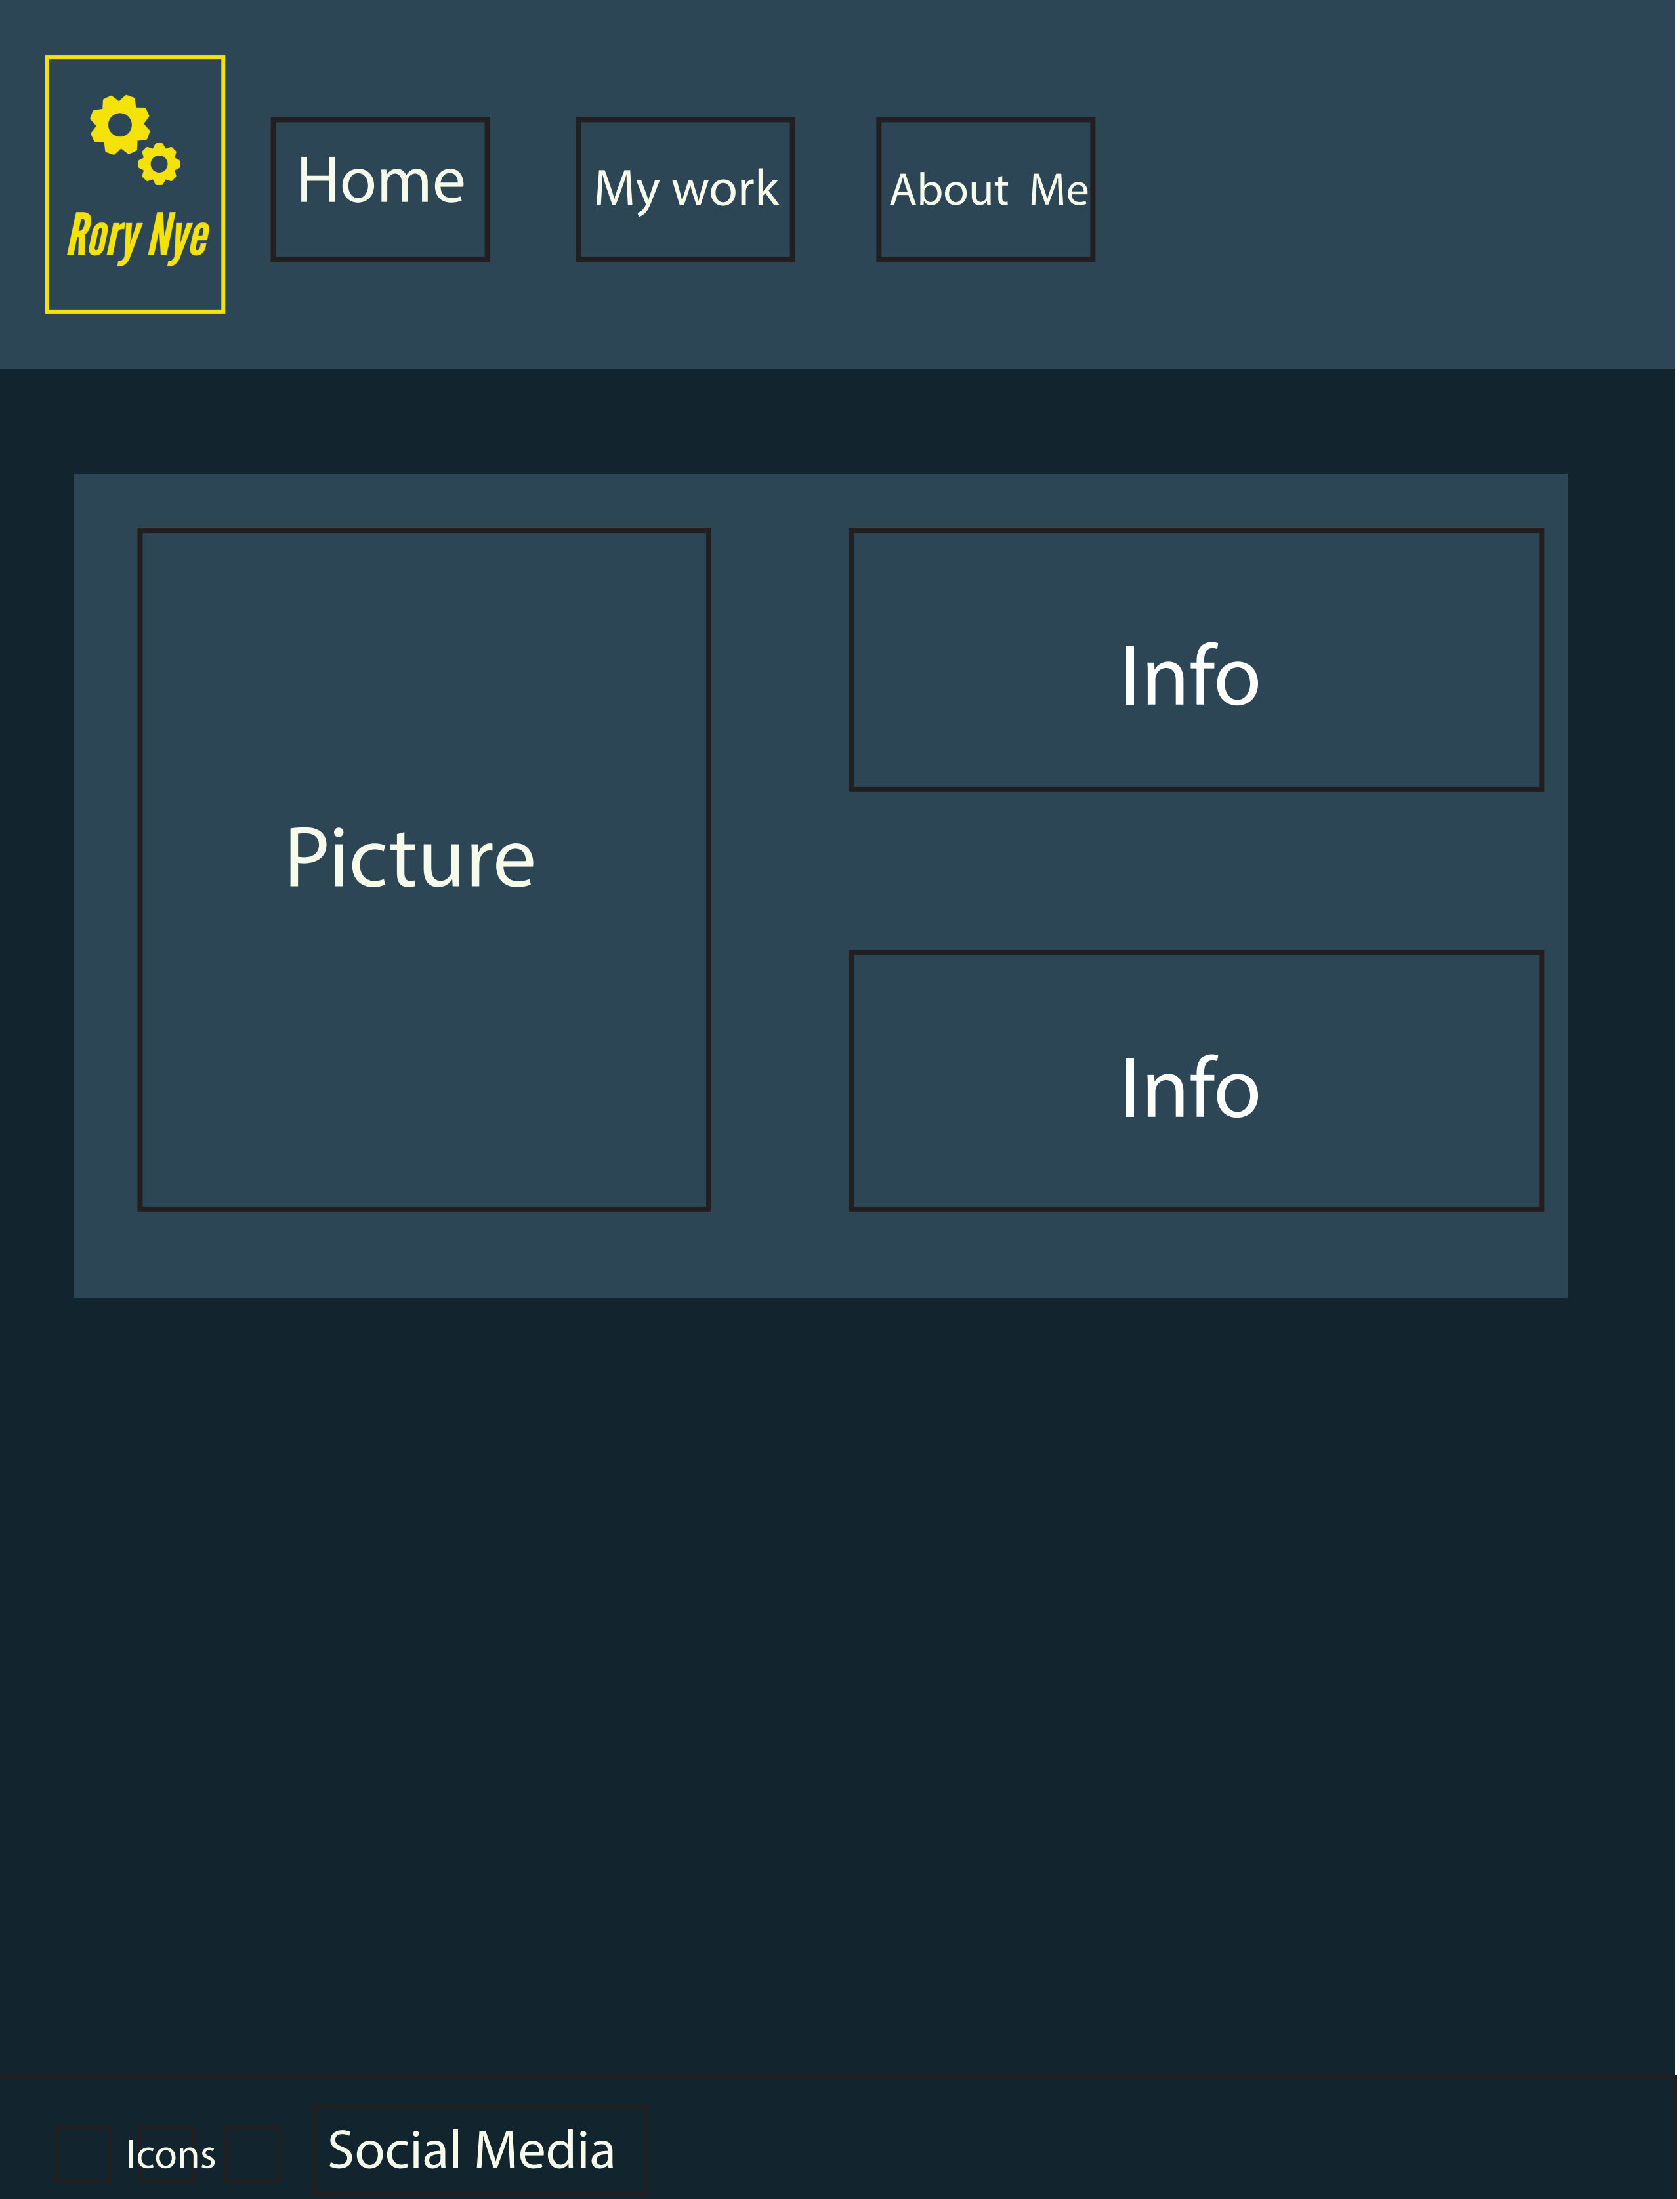 Rory Nye
Home
My work
About Me
Picture
Info
Info
Icons
Social Media